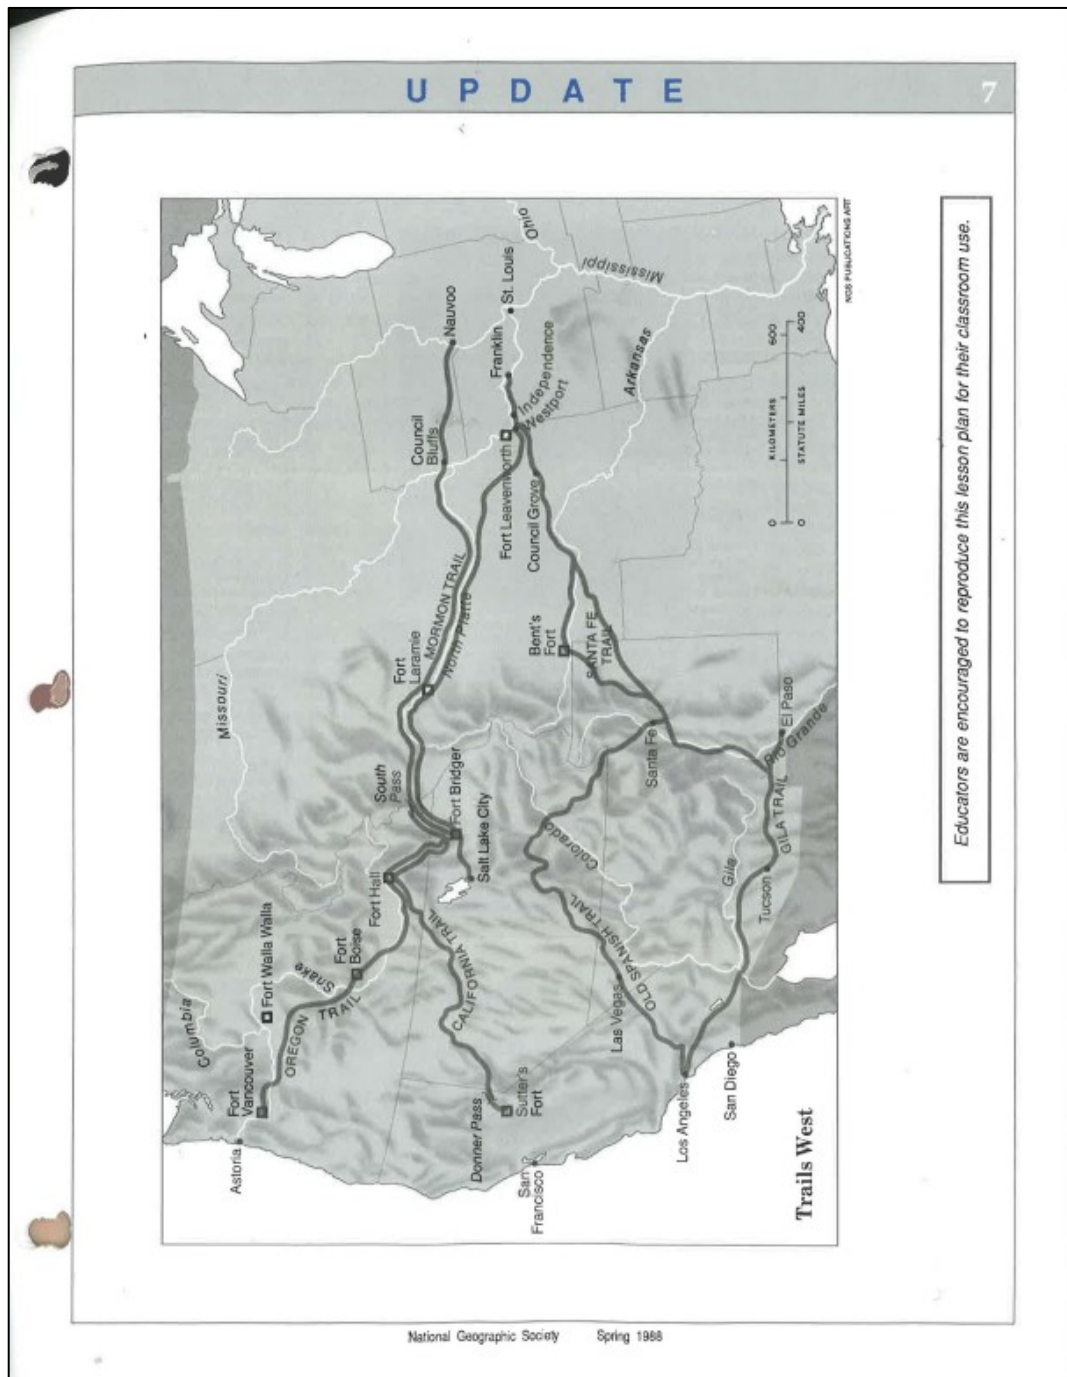 UPDATE
7
Columbia
Astoria
Fort
Vancouver
Fort Walla Walla
OREGON
TRAIL
Snake
Fort
Boise
Fort Hall
Missouri
South
Pass
Fort
Laramie
MORMON TRAIL
North Platte
Council
Bluffs
Nauvoo
Fort Bridger
Salt Lake City
CALIFORNIA TRAIL
Donner Pass
Sutter's
Fort
San
Francisco
Franklin
St. Louis
Ohio
Independence
Westport
Fort Leavenworth
Council Grove
Mississippi
Arkansas
Bent's
Fort
SANTA FE
TRAIL
Santa Fe
Colorado
OLD SPANISH TRAIL
Las Vegas
Los Angeles
San Diego
Gila
Tucson
GILA TRAIL
El Paso
Rio Grande
0 KILOMETERS 600
0 STATUTE MILES 400
Trails West
NGS PUBLICATIONS ART
Educators are encouraged to reproduce this lesson plan for their classroom use.
National Geographic Society Spring 1988